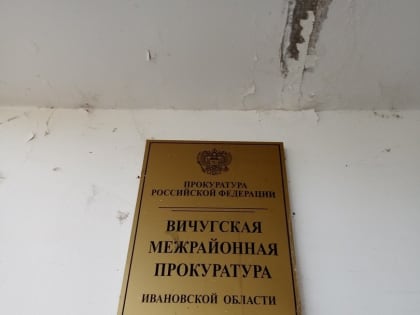 ПРОКУРАТУРА
РОССИЙСКОЙ ФЕДЕРАЦИИ
ВИЧУГСКАЯ
МЕЖРАЙОННАЯ
ПРОКУРАТУРА
ИВАНОВСКОЙ ОБЛАСТИ